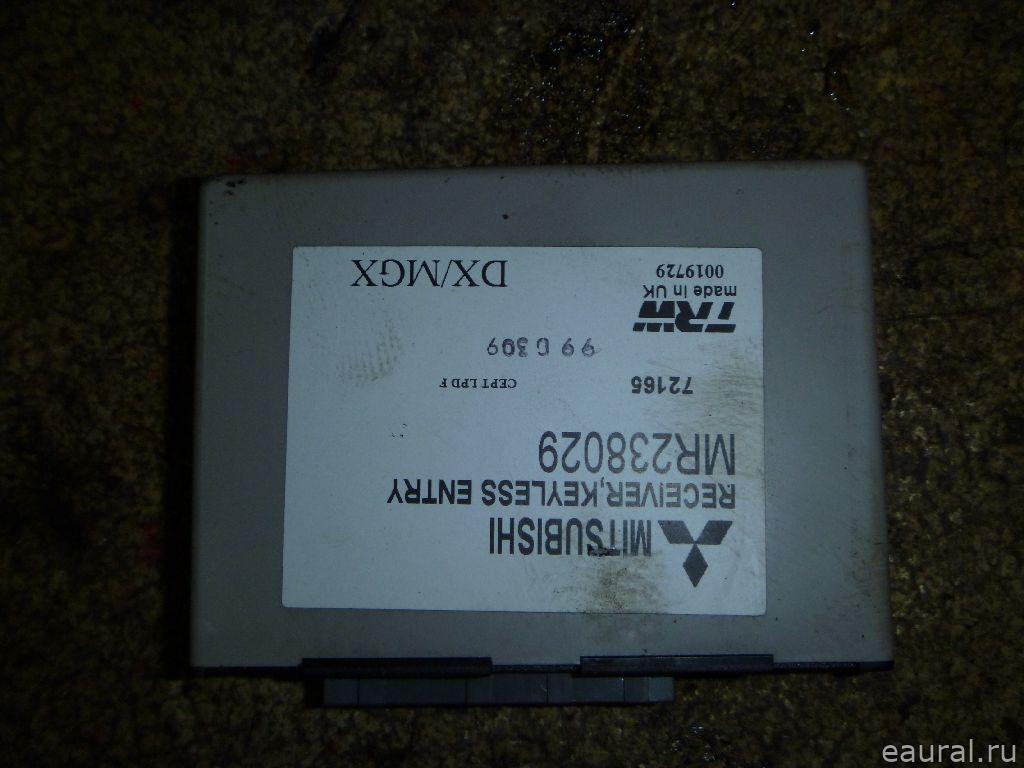 MITSUBISHI
RECEIVER,KEYLESS ENTRY
MR238029
72165 CEPT LPD F
99 0 309
TRW
made in UK
0019729
DX/MGX
eaural.ru